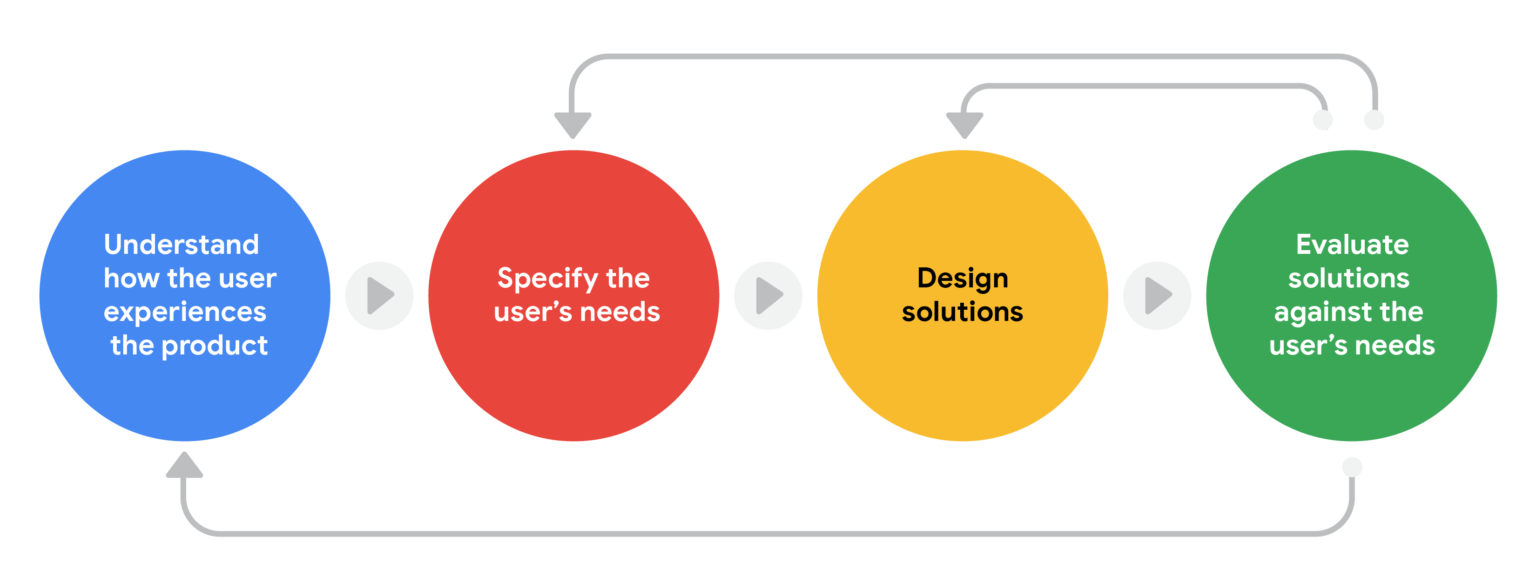 Understand
how the user
experiences
the product
Specify the
user’s needs
Design
solutions
Evaluate
solutions
against the
user’s needs